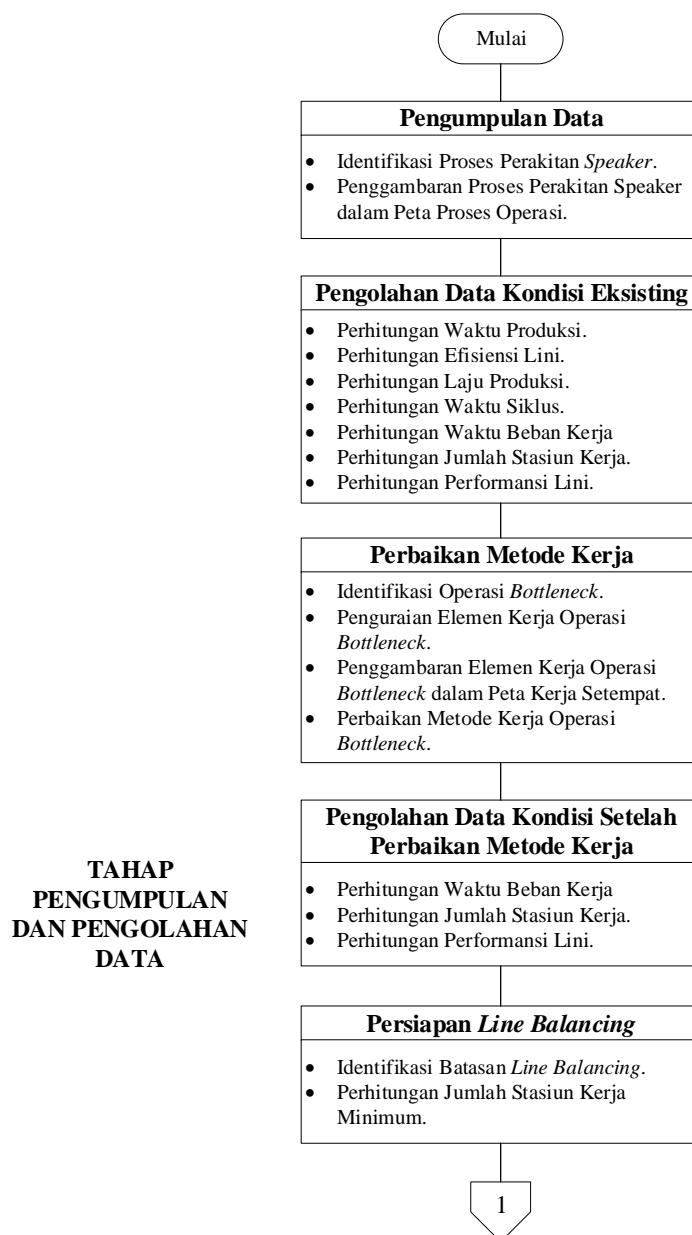 Mulai
Pengumpulan Data
• Identifikasi Proses Perakitan Speaker.
• Penggambaran Proses Perakitan Speaker
dalam Peta Proses Operasi.
Pengolahan Data Kondisi Eksisting
• Perhitungan Waktu Produksi.
• Perhitungan Efisiensi Lini.
• Perhitungan Laju Produksi.
• Perhitungan Waktu Siklus.
• Perhitungan Waktu Beban Kerja
• Perhitungan Jumlah Stasiun Kerja.
• Perhitungan Performansi Lini.
Perbaikan Metode Kerja
• Identifikasi Operasi Bottleneck.
• Penguraian Elemen Kerja Operasi
Bottleneck.
• Penggambaran Elemen Kerja Operasi
Bottleneck dalam Peta Kerja Setempat.
• Perbaikan Metode Kerja Operasi
Bottleneck.
Pengolahan Data Kondisi Setelah
Perbaikan Metode Kerja
• Perhitungan Waktu Beban Kerja
• Perhitungan Jumlah Stasiun Kerja.
• Perhitungan Performansi Lini.
TAHAP
PENGUMPULAN
DAN PENGOLAHAN
DATA
Persiapan Line Balancing
• Identifikasi Batasan Line Balancing.
• Perhitungan Jumlah Stasiun Kerja
Minimum.
1